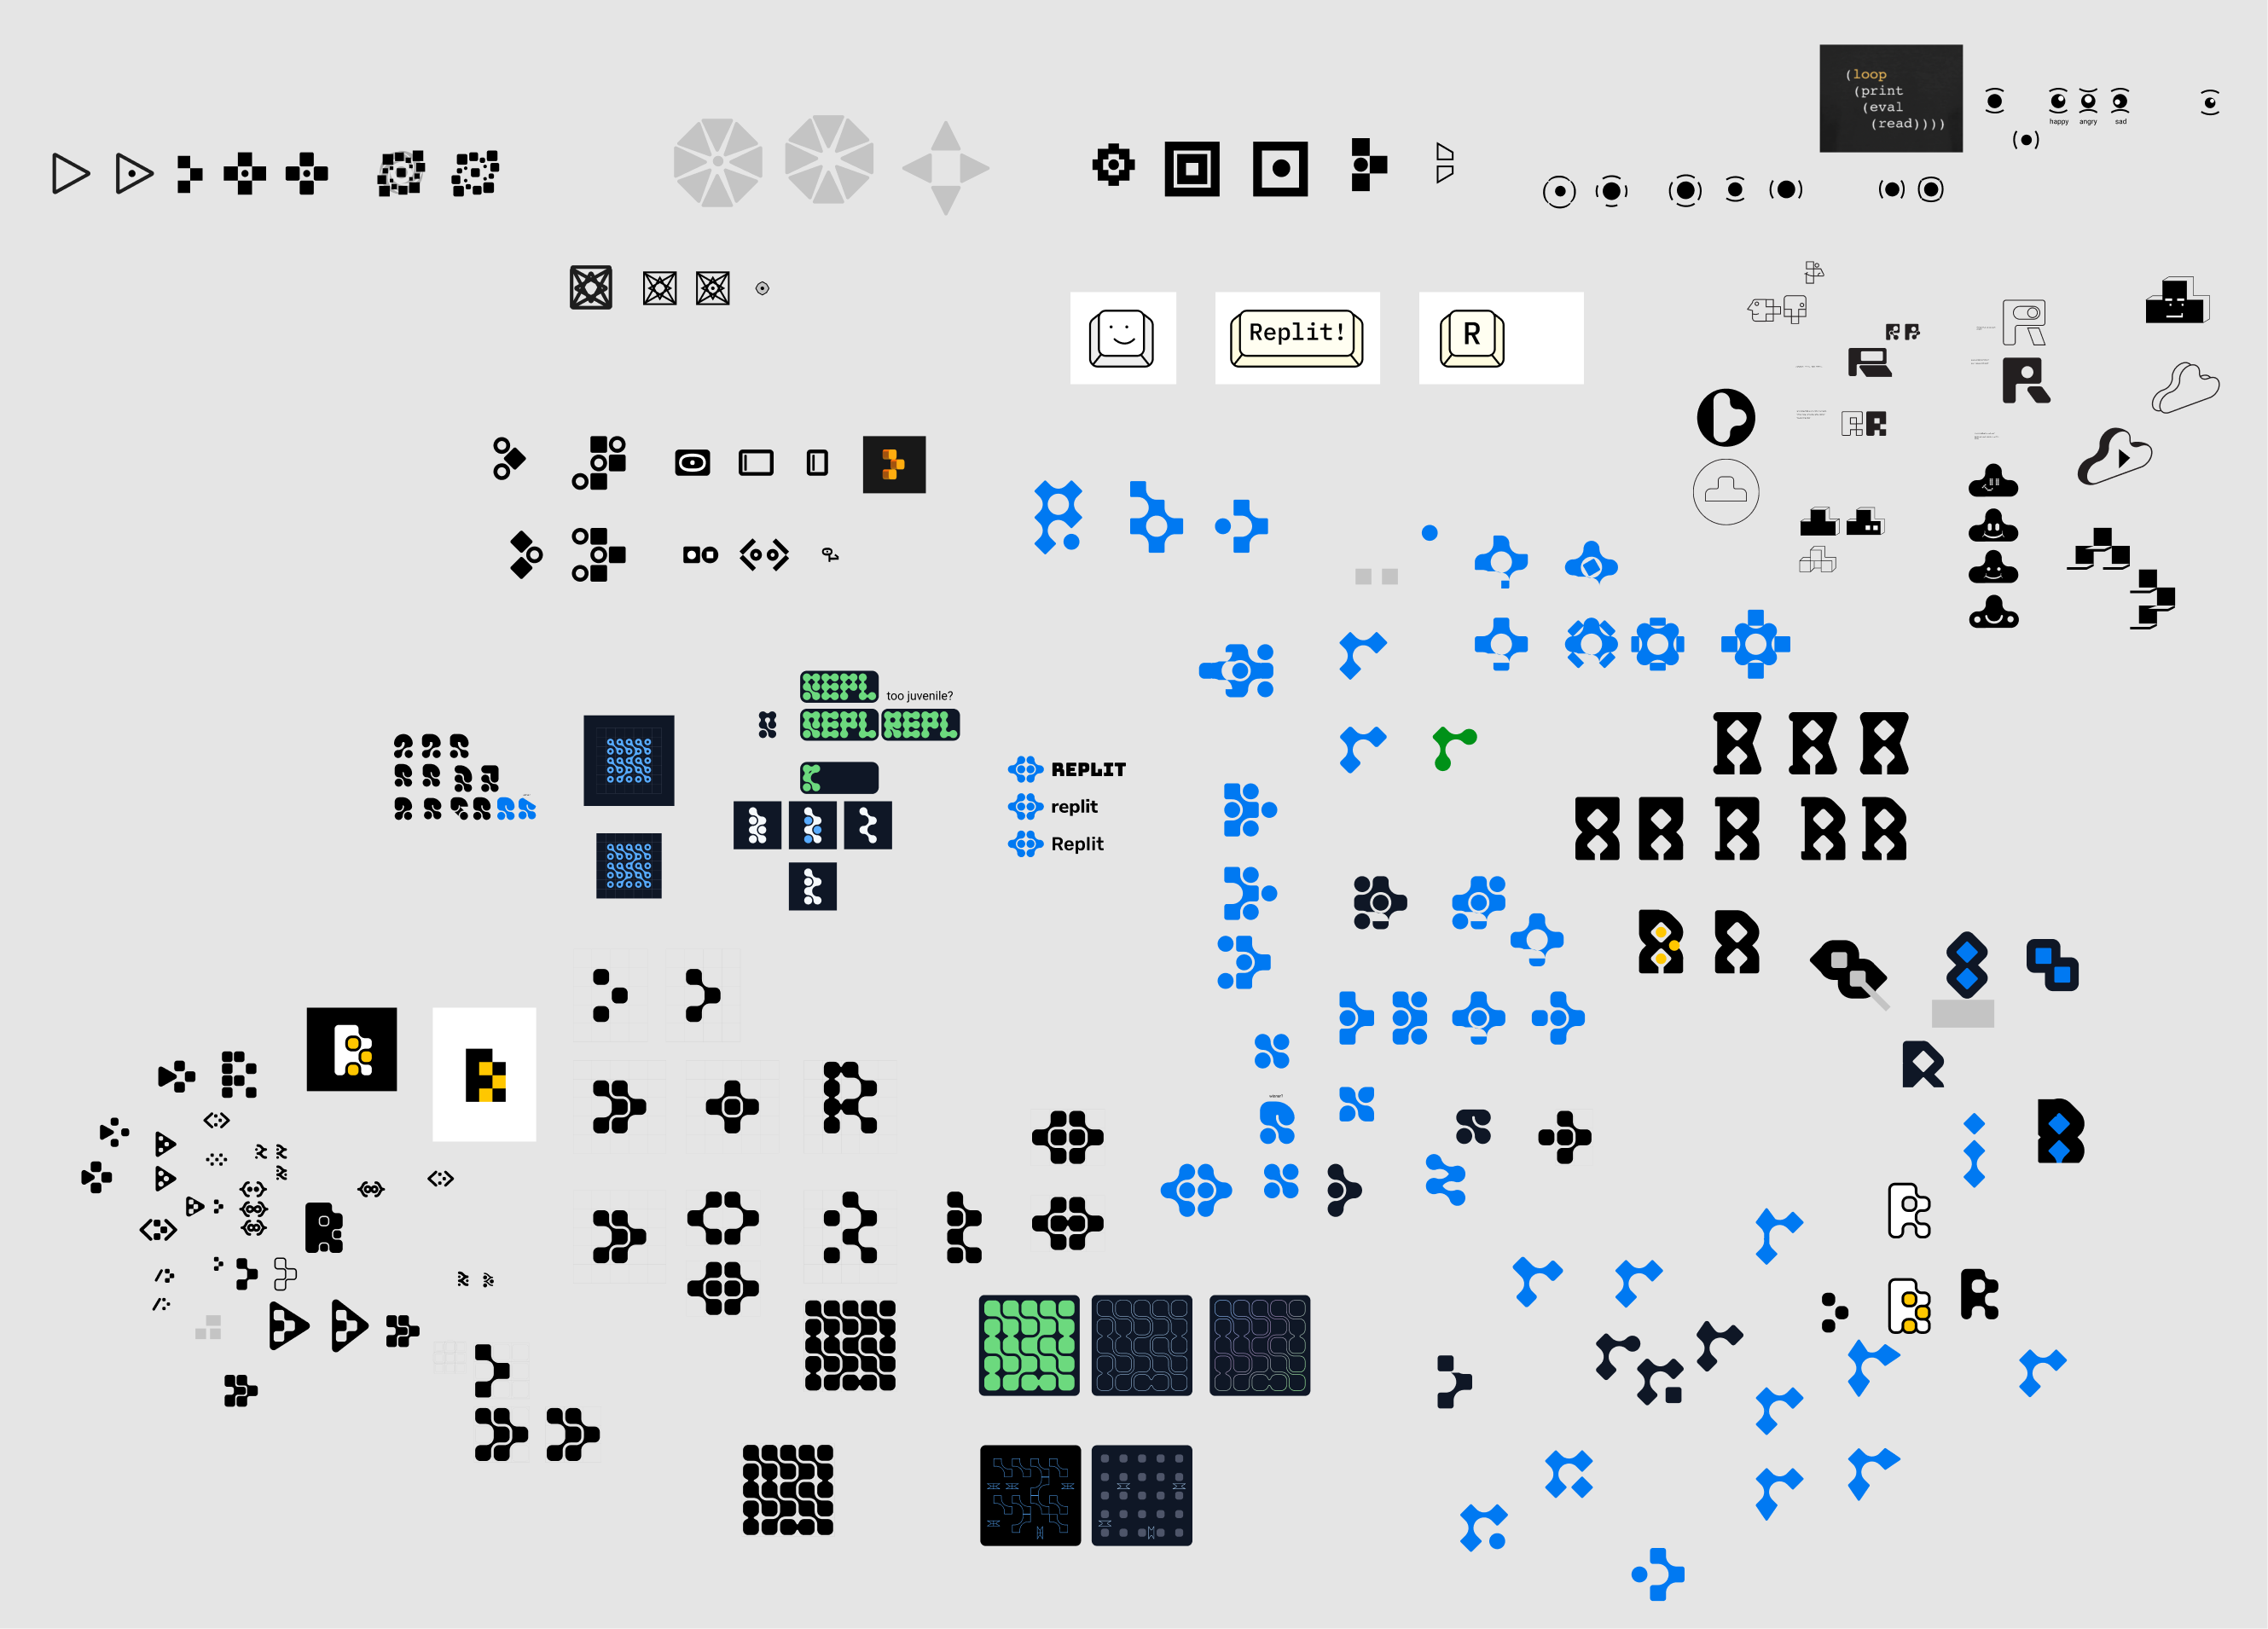 (loop
(print
(eval
(read))))
happy angry sad
Replit!
R
REPL
too juvenile?
REPL
REPL
REPLIT
replit
Replit